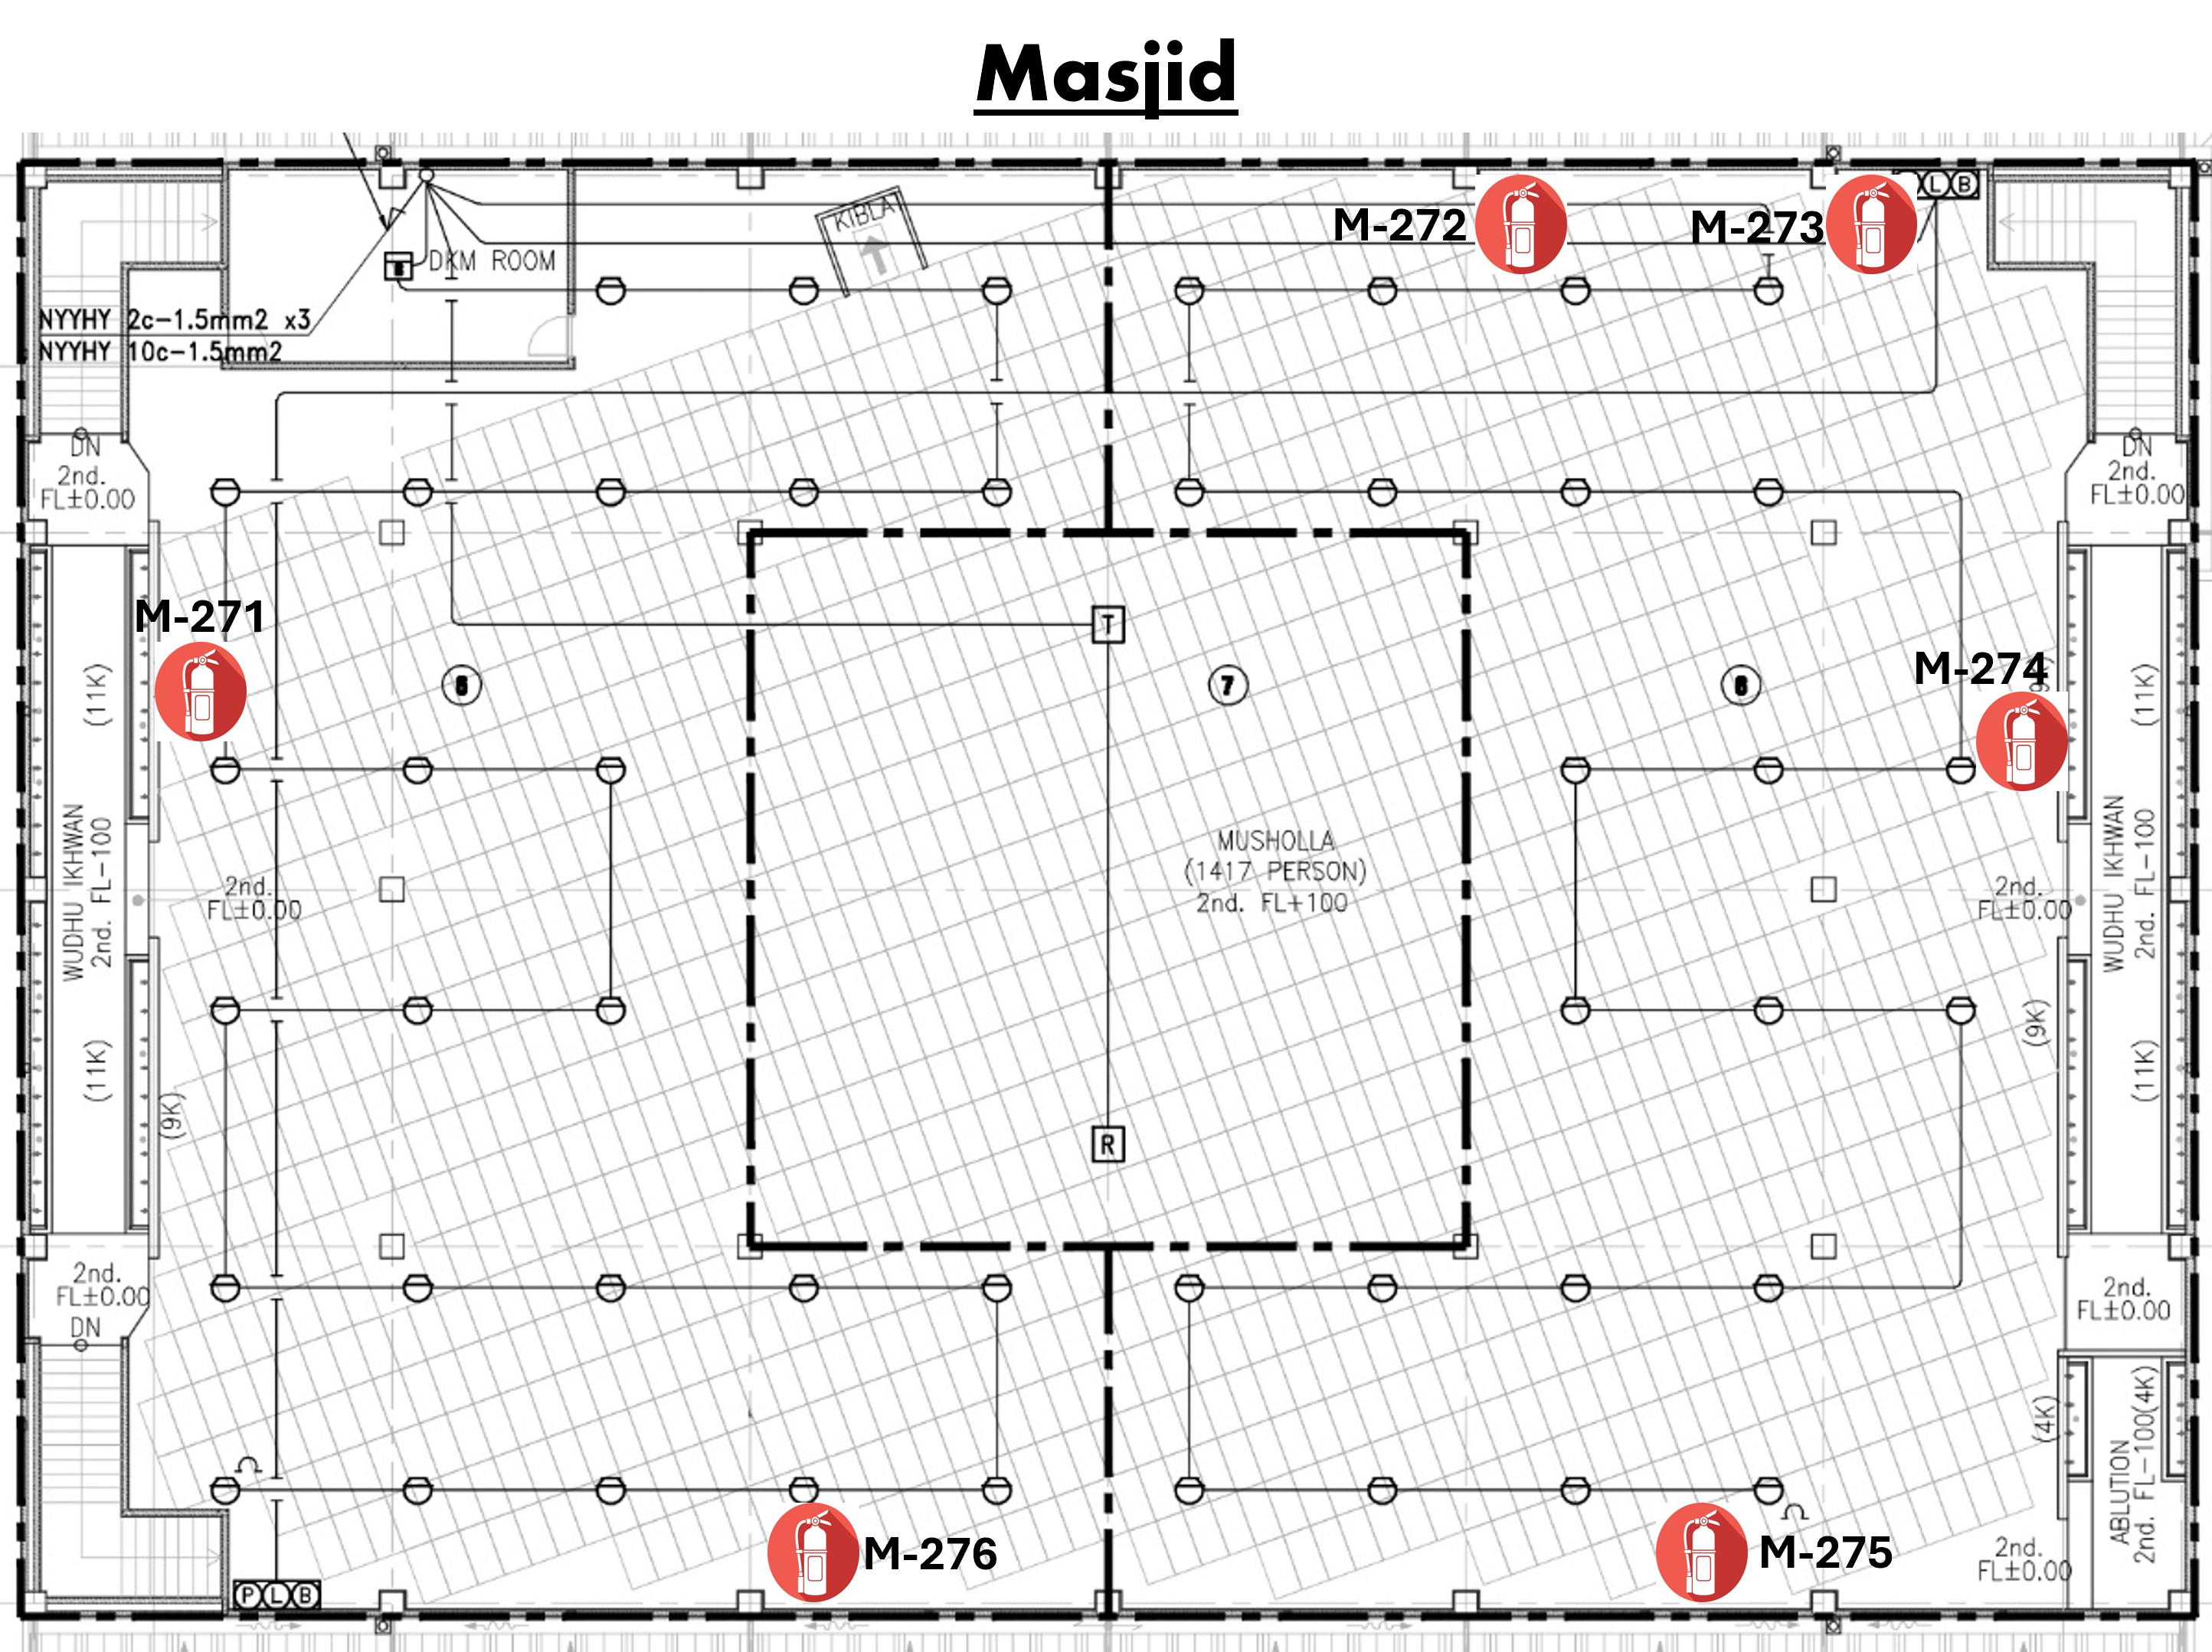 Masjid
M-272
M-273
L B
KIBLAT
DKM ROOM
NYYHY 2c-1.5mm2 x3
NYYHY 10c-1.5mm2
DN
2nd.
FL±0.00
DN
2nd.
FL±0.00
M-271
T
7
M-274
(11K)
(11K)
MUSHOLLA
(1417 PERSON)
2nd. FL+100
WUDHU IKHWAN
2nd. FL-100
2nd.
FL±0.00
2nd.
FL±0.00
WUDHU IKHWAN
2nd. FL-100
(11K)
(9K)
R
(9K)
(11K)
2nd.
FL±0.00
DN
2nd.
FL±0.00
Ω
(4K)
ABLUTION
2nd. FL-100(4K)
Ω
M-276
M-275
2nd.
FL±0.00
P L B